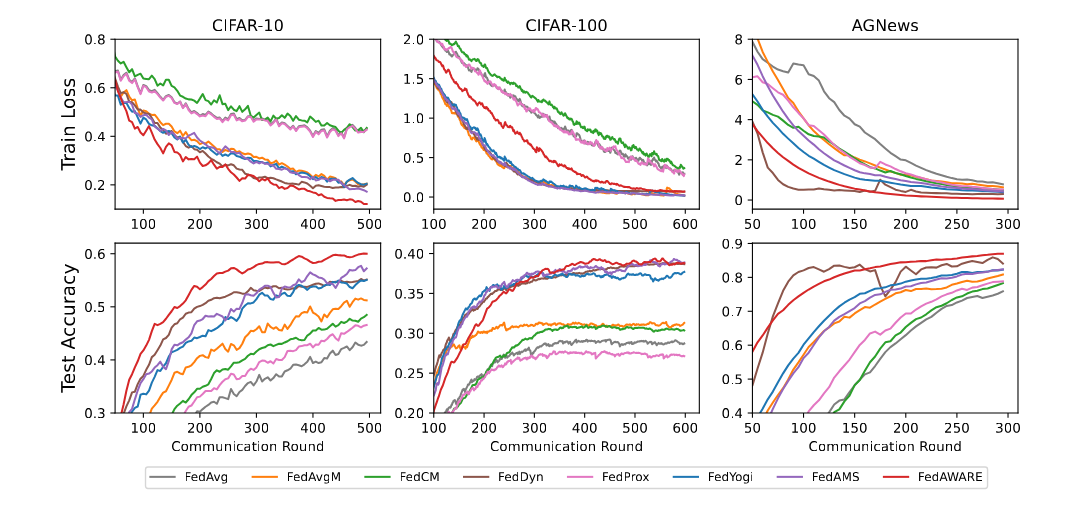 CIFAR-10 CIFAR-100 AGNews
Train Loss
0.8 0.6 0.4 0.2
100 200 300 400 500
2.0 1.5 1.0 0.5 0.0
100 200 300 400 500 600
8 6 4 2 0
50 100 150 200 250 300
Test Accuracy
0.6 0.5 0.4 0.3
100 200 300 400 500
0.40 0.35 0.30 0.25 0.20
100 200 300 400 500 600
0.9 0.8 0.7 0.6 0.5 0.4
50 100 150 200 250 300
Communication Round Communication Round Communication Round
FedAvg FedAvgM FedCM FedDyn FedProx FedYogi FedAMS FedAWARE